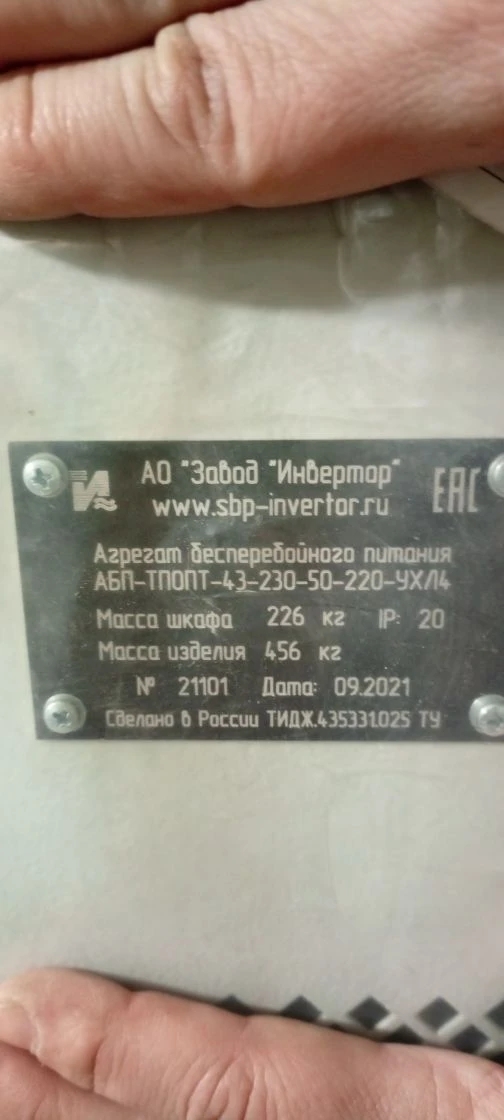 АО "Завод "Инвертор"
www.sbp-invertor.ru
ЕАС
Агрегат бесперебойного питания
АБП-ТПОПТ-43-230-50-220-УХЛ4
Масса шкафа 226 кг IP: 20
Масса изделия 456 кг
№ 21101 Дата: 09.2021
Сделано в России ТИДЖ.435331.025 ТУ